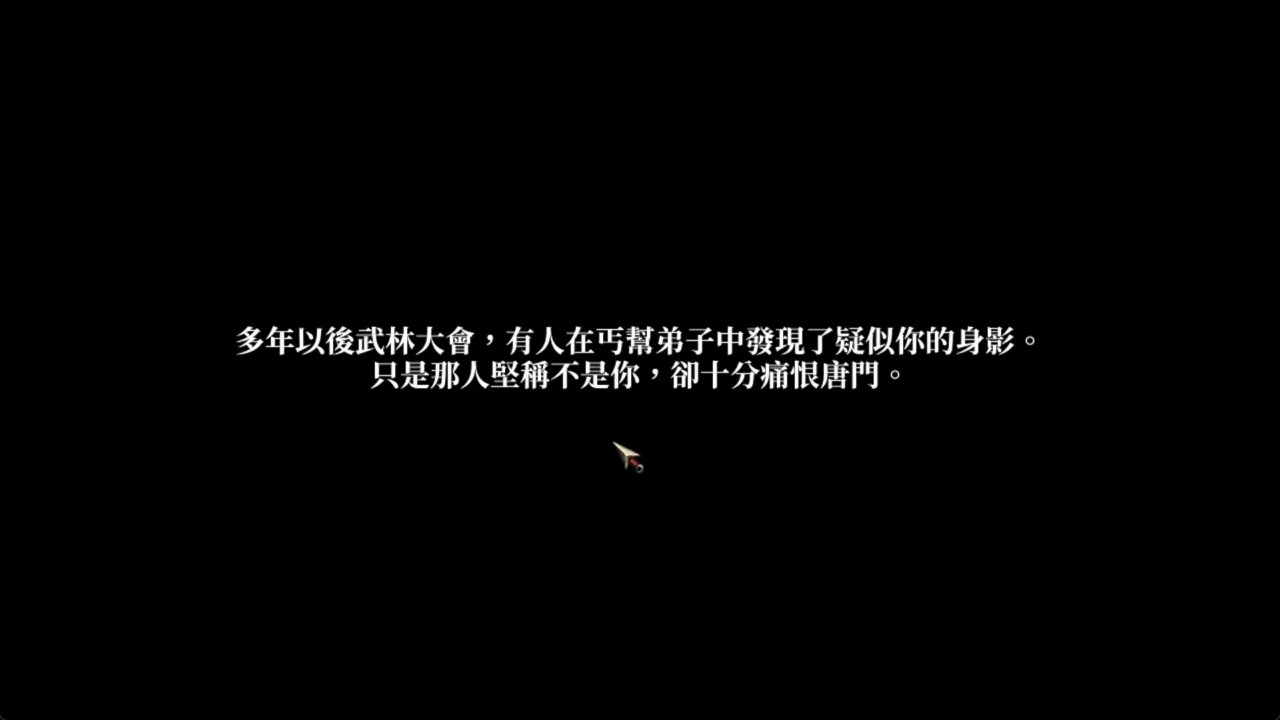 多年以後武林大會，有人在丐幫弟子中發現了疑似你的身影。
只是那人堅稱不是你，卻十分痛恨唐門。